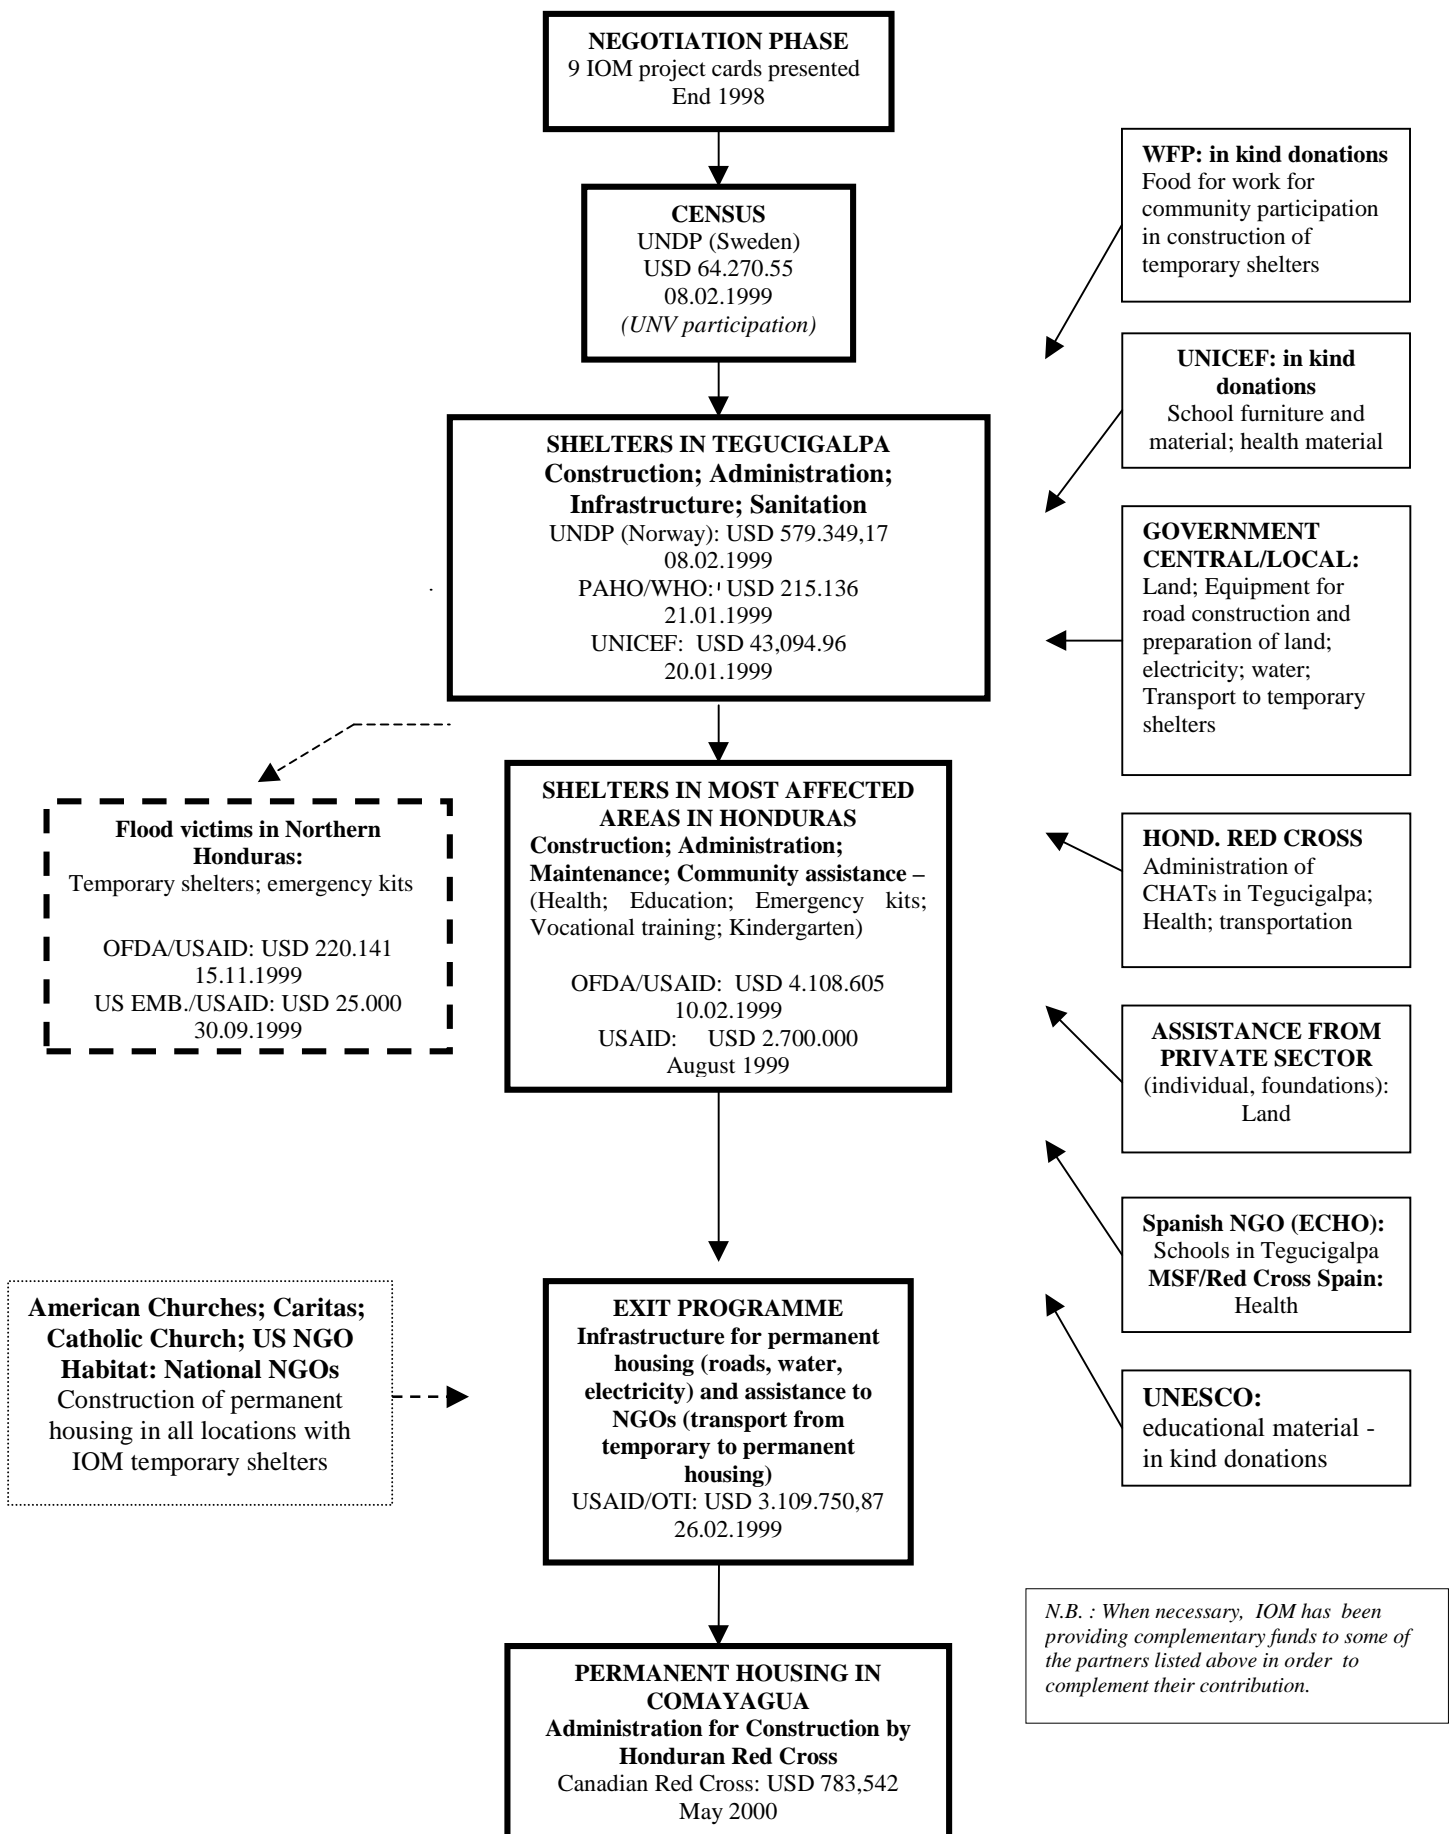 NEGOTIATION PHASE
9 IOM project cards presented
End 1998
CENSUS
UNDP (Sweden)
USD 64.270.55
08.02.1999
(UNV participation)
SHELTERS IN TEGUCIGALPA
Construction; Administration;
Infrastructure; Sanitation
UNDP (Norway): USD 579.349,17
08.02.1999
PAHO/WHO: USD 215.136
21.01.1999
UNICEF: USD 43,094.96
20.01.1999
SHELTERS IN MOST AFFECTED
AREAS IN HONDURAS
Construction; Administration;
Maintenance; Community assistance –
(Health; Education; Emergency kits;
Vocational training; Kindergarten)
OFDA/USAID: USD 4.108.605
10.02.1999
USAID: USD 2.700.000
August 1999
Flood victims in Northern
Honduras:
Temporary shelters; emergency kits
OFDA/USAID: USD 220.141
15.11.1999
US EMB./USAID: USD 25.000
30.09.1999
EXIT PROGRAMME
Infrastructure for permanent
housing (roads, water,
electricity) and assistance to
NGOs (transport from
temporary to permanent
housing)
USAID/OTI: USD 3.109.750,87
26.02.1999
American Churches; Caritas;
Catholic Church; US NGO
Habitat: National NGOs
Construction of permanent
housing in all locations with
IOM temporary shelters
PERMANENT HOUSING IN
COMAYAGUA
Administration for Construction by
Honduran Red Cross
Canadian Red Cross: USD 783,542
May 2000
WFP: in kind donations
Food for work for
community participation
in construction of
temporary shelters
UNICEF: in kind
donations
School furniture and
material; health material
GOVERNMENT
CENTRAL/LOCAL:
Land; Equipment for
road construction and
preparation of land;
electricity; water;
Transport to temporary
shelters
HOND. RED CROSS
Administration of
CHATs in Tegucigalpa;
Health; transportation
ASSISTANCE FROM
PRIVATE SECTOR
(individual, foundations):
Land
Spanish NGO (ECHO):
Schools in Tegucigalpa
MSF/Red Cross Spain:
Health
UNESCO:
educational material -
in kind donations
N.B. : When necessary, IOM has been
providing complementary funds to some of
the partners listed above in order to
complement their contribution.